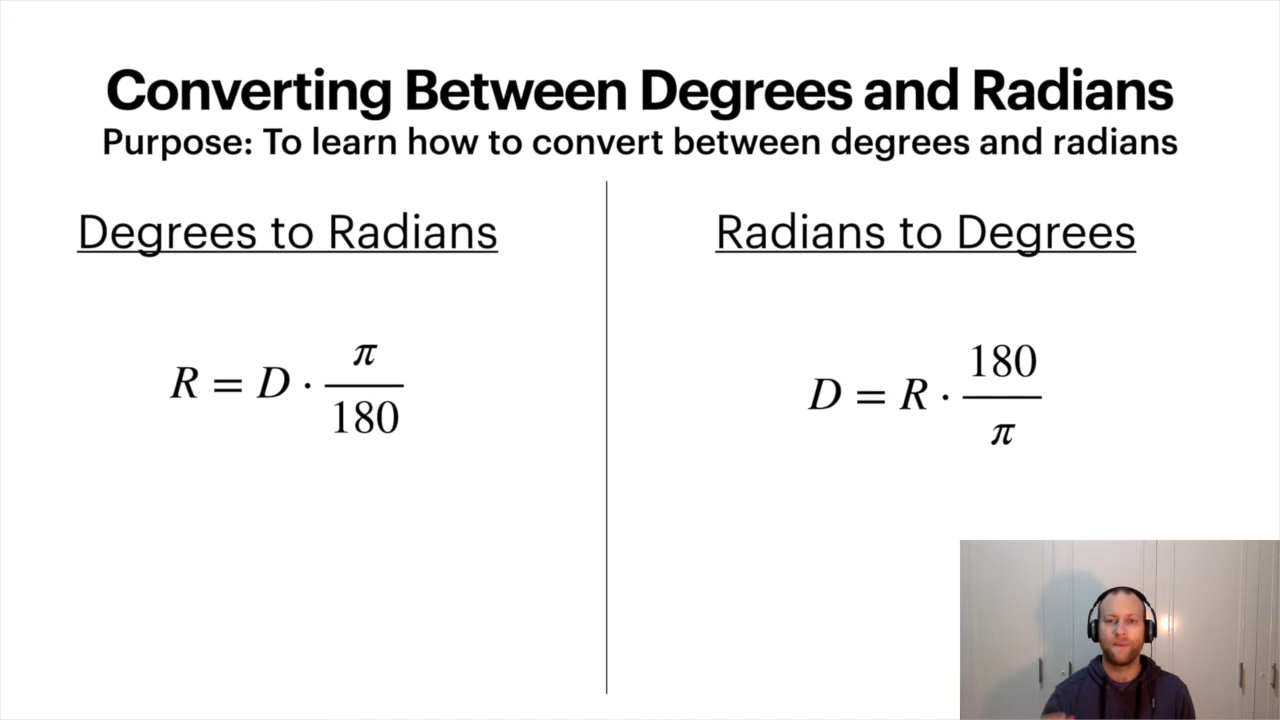 Converting Between Degrees and Radians
Purpose: To learn how to convert between degrees and radians
Degrees to Radians
R = D · π/180
Radians to Degrees
D = R · 180/π